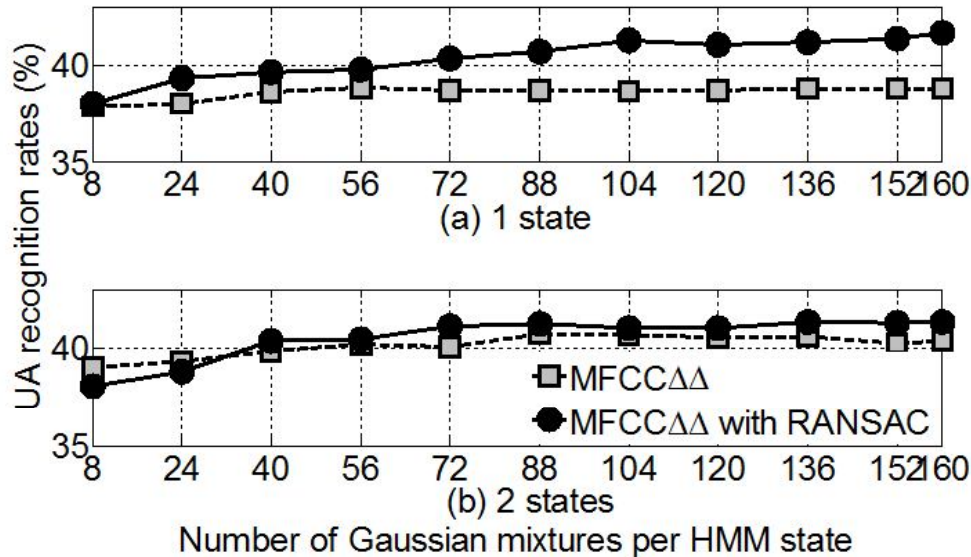 UA recognition rates (%)
40
35
8 24 40 56 72 88 104 120 136 152 160
(a) 1 state
40
35
MFCCΔΔ
MFCCΔΔ with RANSAC
8 24 40 56 72 88 104 120 136 152 160
(b) 2 states
Number of Gaussian mixtures per HMM state